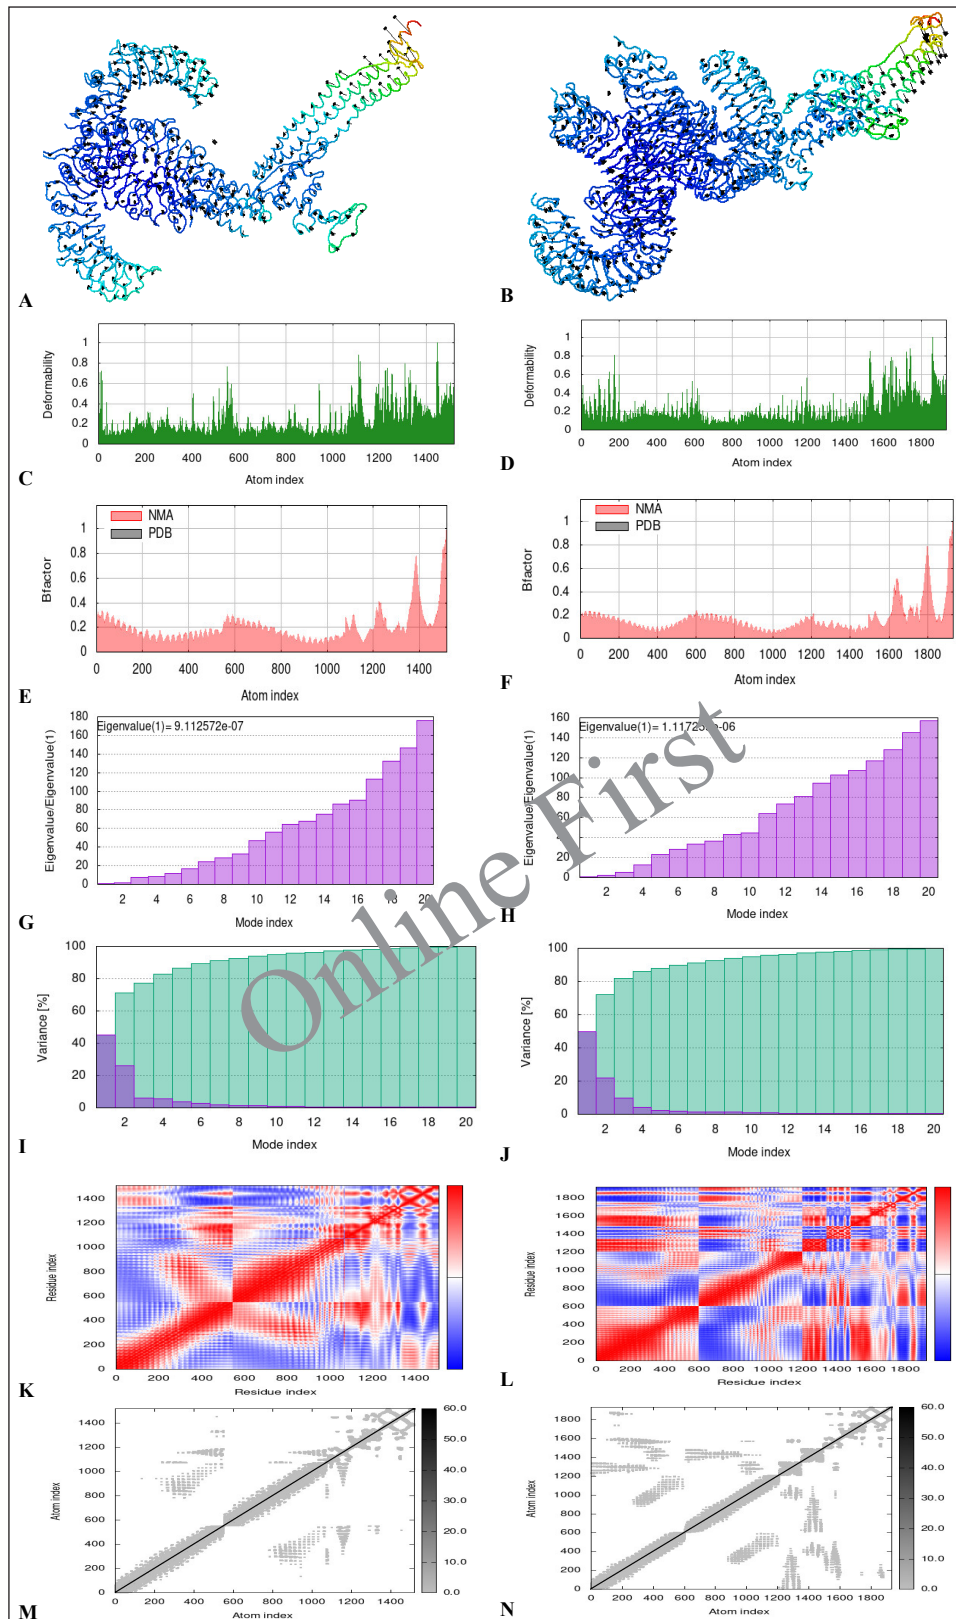 A
B
1
0.8
0.6
0.4
0.2
0
Deformability
0 200 400 600 800 1000 1200 1400
Atom index
C
1
0.8
0.6
0.4
0.2
0
Deformability
0 200 400 600 800 1000 1200 1400 1600 1800
Atom index
D
NMA
PDB
1
0.8
0.6
0.4
0.2
0
Bfactor
0 200 400 600 800 1000 1200 1400
Atom index
E
NMA
PDB
1
0.8
0.6
0.4
0.2
0
Bfactor
0 200 400 600 800 1000 1200 1400 1600 1800
Atom index
F
Eigenvalue(1)= 9.112572e-07
180
160
140
120
100
80
60
40
20
0
Eigenvalue/Eigenvalue(1)
2 4 6 8 10 12 14 16 18 20
Mode index
G
Eigenvalue(1)=
160
140
120
100
80
60
40
20
0
Eigenvalue/Eigenvalue(1)
2 4 6 8 10 12 14 16 18 20
Mode index
H
Online First
100
80
60
40
20
0
Variance [%]
2 4 6 8 10 12 14 16 18 20
Mode index
I
100
80
60
40
20
0
Variance [%]
2 4 6 8 10 12 14 16 18 20
Mode index
J
1400
1200
1000
800
600
400
200
0
Residue index
0 200 400 600 800 1000 1200 1400
Residue index
K
1800
1600
1400
1200
1000
800
600
400
200
0
Residue index
0 200 400 600 800 1000 1200 1400 1600 1800
Residue index
L
1400
1200
1000
800
600
400
200
0
Atom index
0 200 400 600 800 1000 1200 1400
Atom index
60.0
50.0
40.0
30.0
20.0
10.0
0.0
M
1800
1600
1400
1200
1000
800
600
400
200
0
Atom index
0 200 400 600 800 1000 1200 1400 1600 1800
Atom index
60.0
50.0
40.0
30.0
20.0
10.0
0.0
N